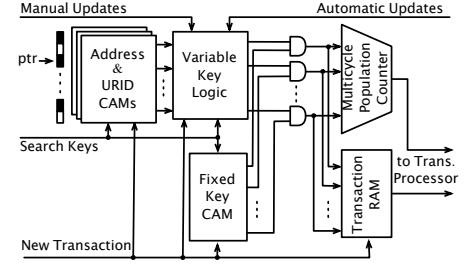 Manual Updates
Automatic Updates
ptr
Address
&
URID
CAMs
Variable
Key
Logic
Multicycle
Population
Counter
Search Keys
to Trans.
Processor
Fixed
Key
CAM
Transaction
RAM
New Transaction